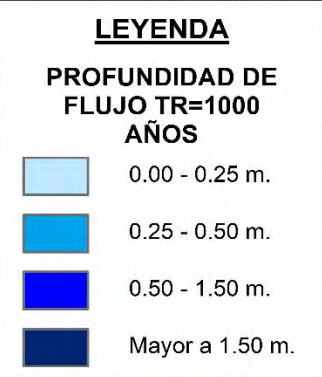 LEYENDA
PROFUNDIDAD DE
FLUJO TR=1000
AÑOS
0.00 - 0.25 m.
0.25 - 0.50 m.
0.50 - 1.50 m.
Mayor a 1.50 m.